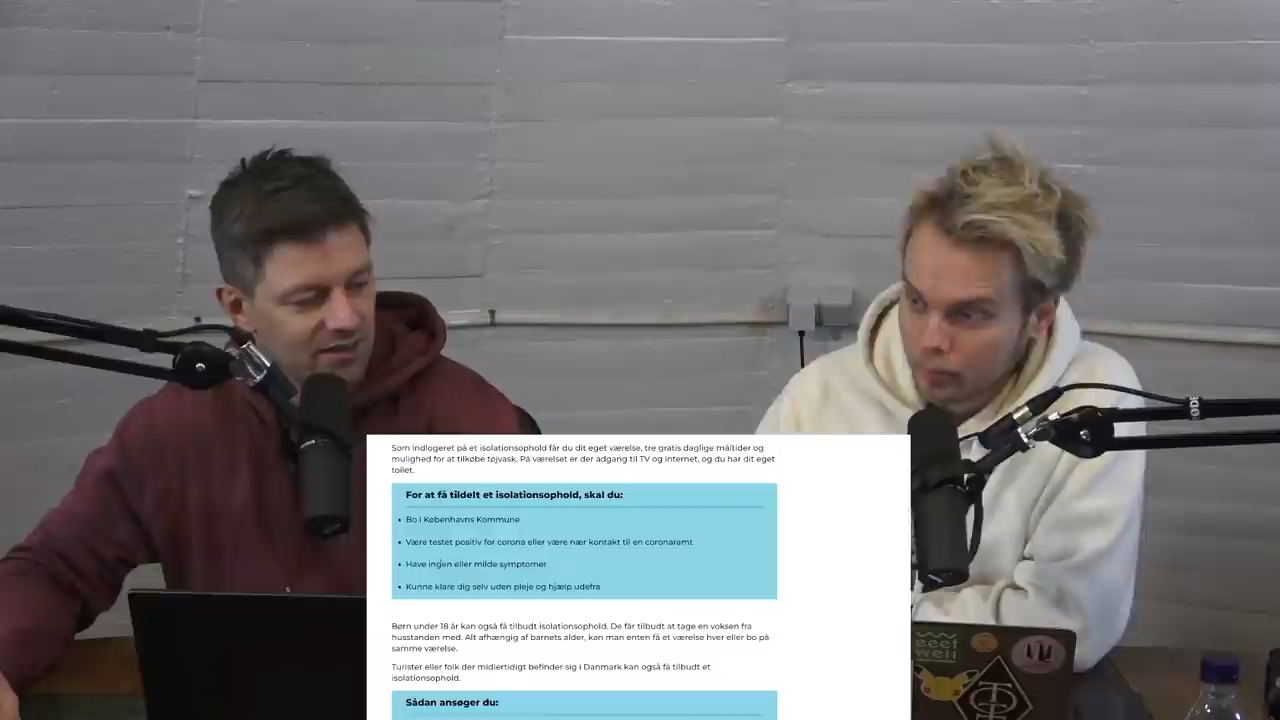 Som indlogeret på et isolationsophold får du dit eget værelse, tre gratis daglige måltider og
mulighed for at tilkøbe tøjvask. På værelset er der adgang til TV og internet, og du har dit eget
toilet.
For at få tildelt et isolationsophold, skal du:
• Bo i Københavns Kommune
• Være testet positiv for corona eller være nær kontakt til en coronaramt
• Have ingen eller milde symptomer
• Kunne klare dig selv uden pleje og hjælp udefra
Børn under 18 år kan også få tilbudt isolationsophold. De får tilbudt at tage en voksen fra
husstanden med. Alt afhængig af barnets alder, kan man enten få et værelse hver eller bo på
samme værelse.
Turister eller folk der midlertidigt befinder sig i Danmark kan også få tilbudt et
isolationsophold.
Sådan ansøger du:
RØDE
well